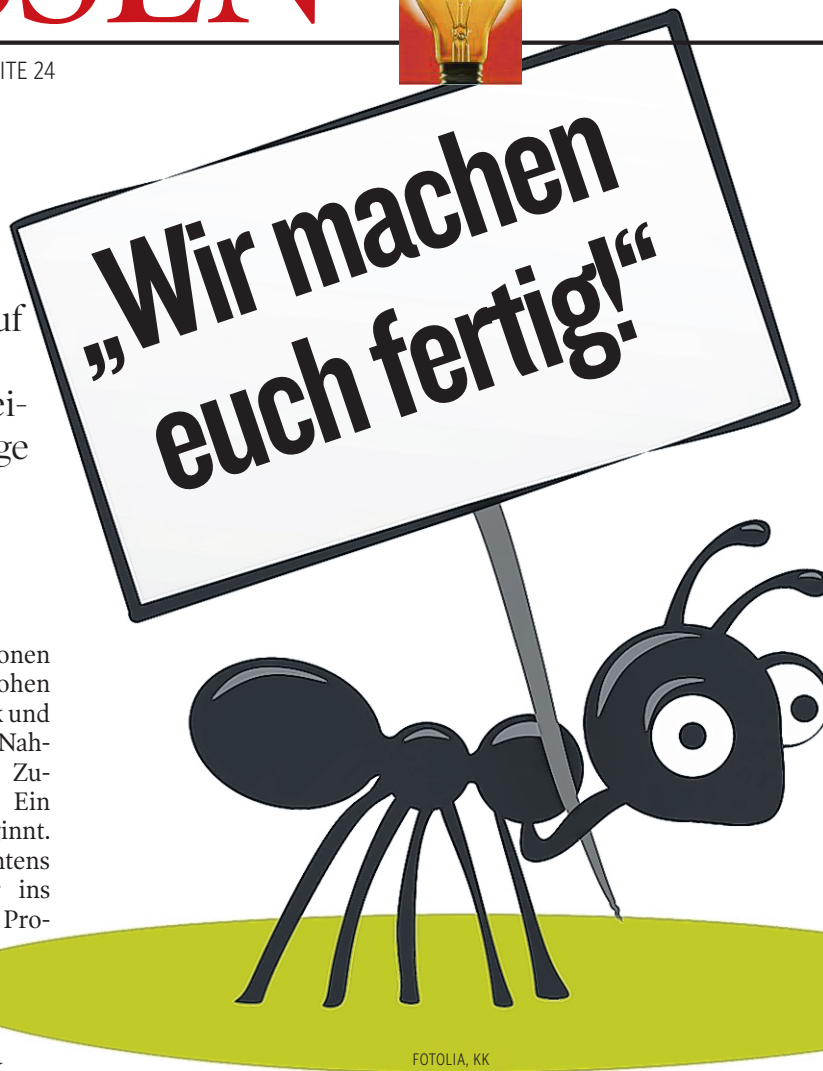 SSEN
ITE 24
„Wir machen
euch fertig!“
uf
ei-
ge
onen
ohen
und
Nah-
Zu-
Ein
innt.
ntens
ins
Pro-
FOTOLIA, KK